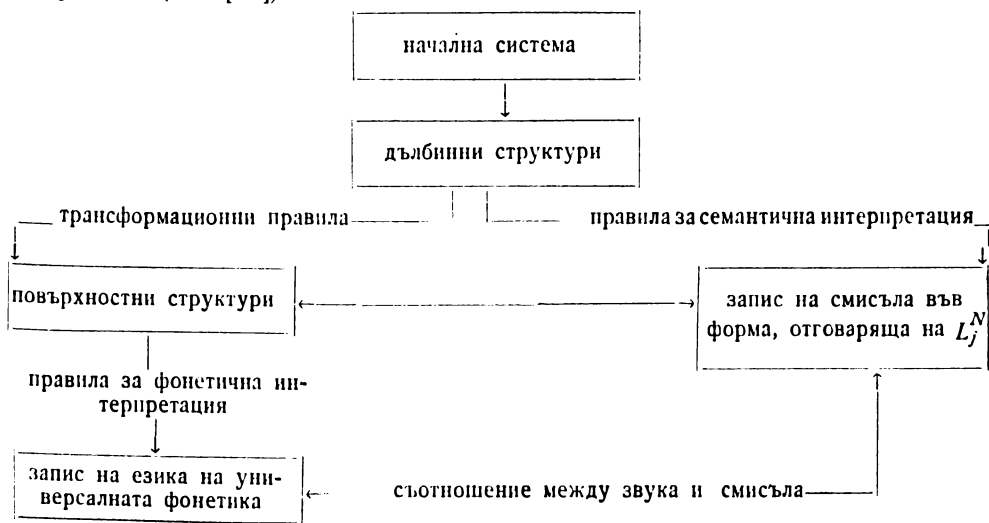 начална система
дълбинни структури
трансформационни правила
правила за семантична интерпретация
повърхностни структури
запис на смисъла във
форма, отговаряща на $L_j^N$
правила за фонетична ин-
терпретация
запис на езика на уни-
версалната фонетика
съотношение между звука и смисъла